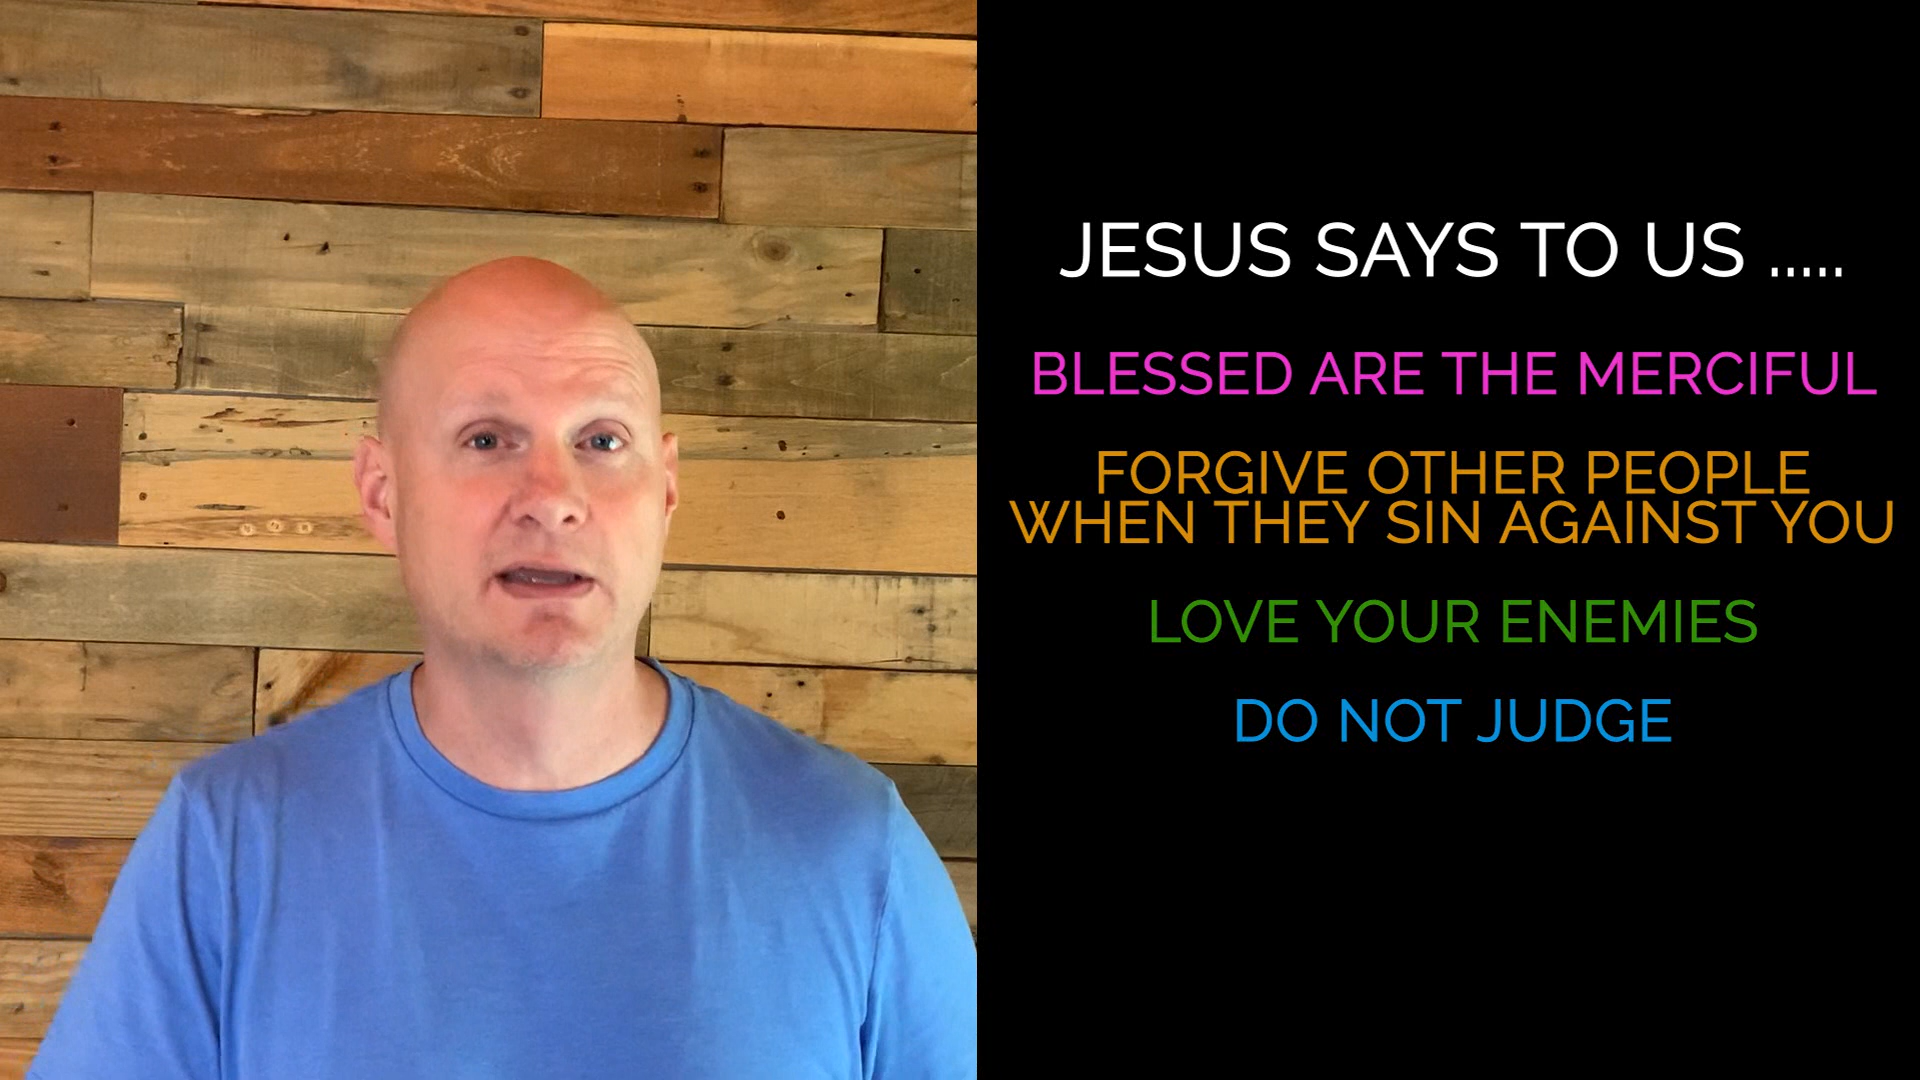 JESUS SAYS TO US .....
BLESSED ARE THE MERCIFUL
FORGIVE OTHER PEOPLE
WHEN THEY SIN AGAINST YOU
LOVE YOUR ENEMIES
DO NOT JUDGE